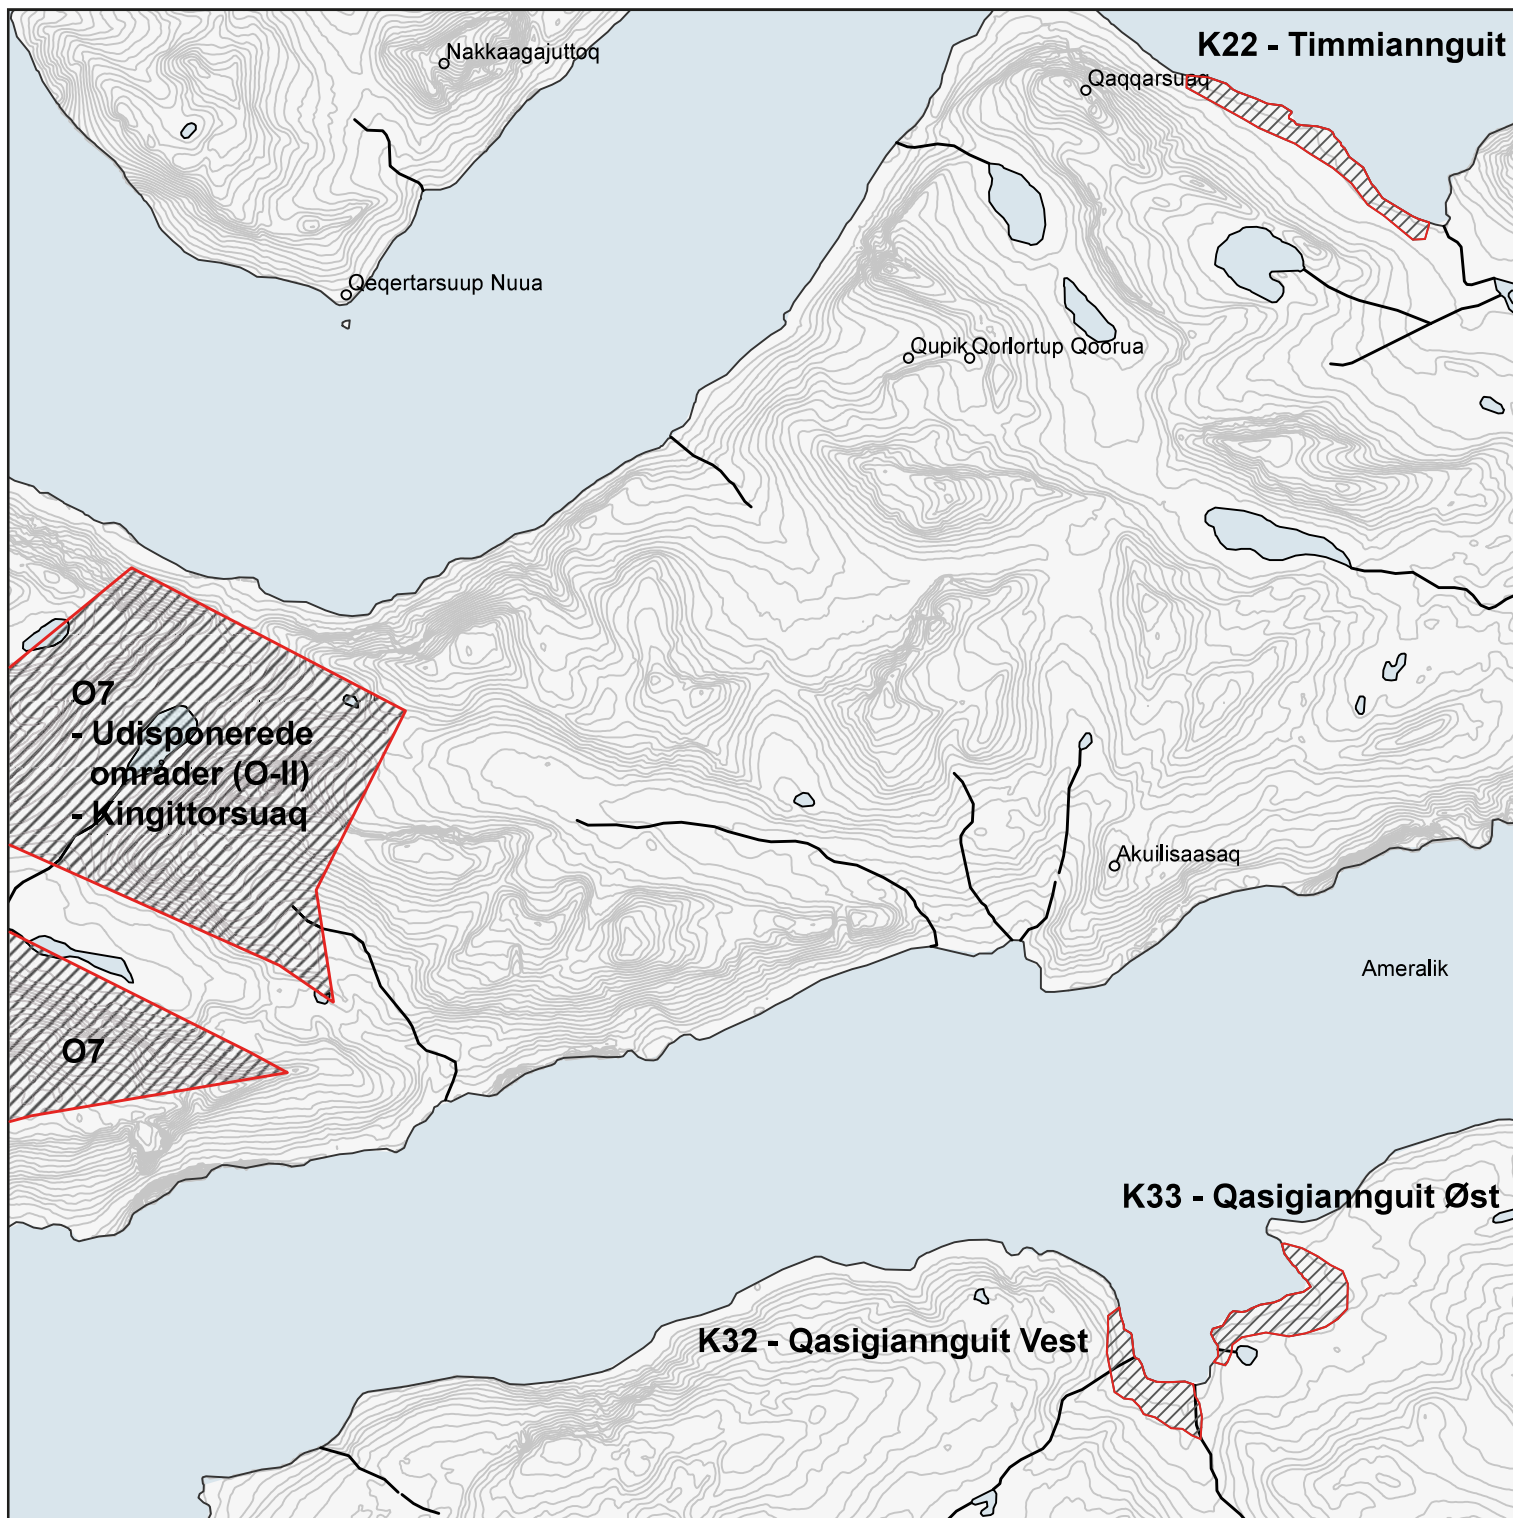 K22 - Timmiannguit
Nakkaagajuttoq
Qaqqarsuaq
Qeqertarsuup Nuua
Qupik
Qorlortup Qoorua
O7
- Udisponerede
områder (O-II)
- Kingittorsuaq
Akuilisaasaq
Ameralik
O7
K33 - Qasigiannguit Øst
K32 - Qasigiannguit Vest